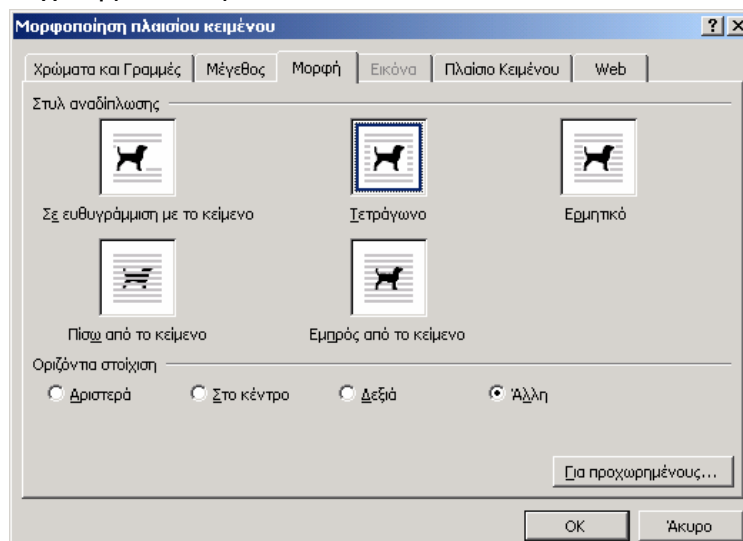 Μορφοποίηση πλαισίου κειμένου
Χρώματα και Γραμμές Μέγεθος Μορφή Εικόνα Πλαίσιο Κειμένου Web
Στυλ αναδίπλωσης
Σε ευθυγράμμιση με το κείμενο Τετράγωνο Ερμητικό
Πίσω από το κείμενο Εμπρός από το κείμενο
Οριζόντια στοίχιση
Αριστερά Στο κέντρο Δεξιά Άλλη
Για προχωρημένους...
OK Άκυρο